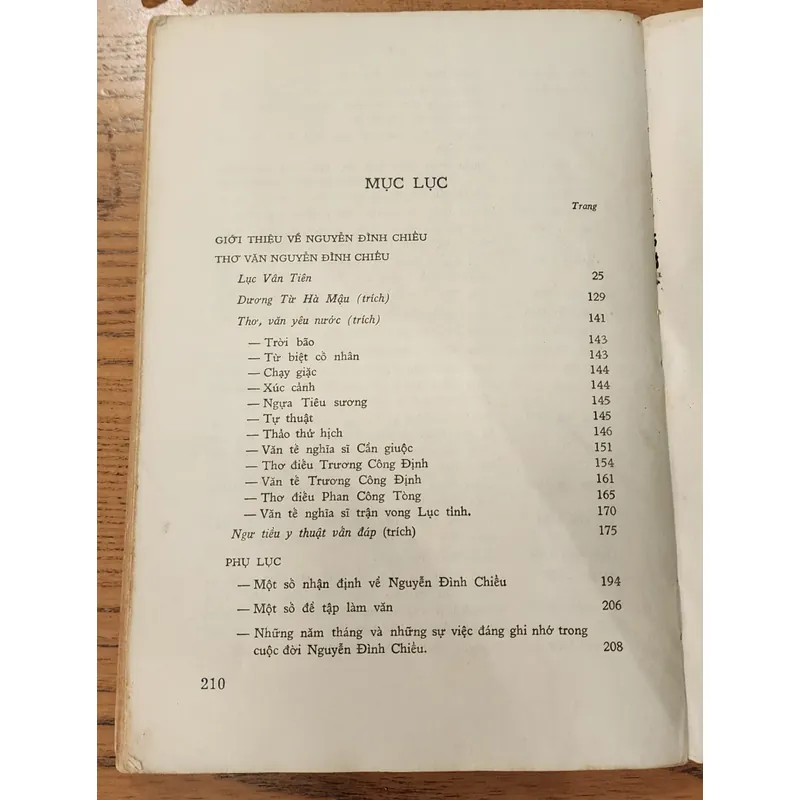 MỤC LỤC
Trang
GIỚI THIỆU VỀ NGUYỄN ĐÌNH CHIỂU
THƠ VĂN NGUYỄN ĐÌNH CHIỂU
Lục Vân Tiên 25
Dương Từ Hà Mậu (trích) 129
Thơ, văn yêu nước (trích) 141
— Trời bão 143
— Từ biệt cố nhân 143
— Chạy giặc 144
— Xúc cảnh 144
— Ngựa Tiêu sương 145
— Tự thuật 145
— Thảo thử hịch 146
— Văn tế nghĩa sĩ Cần giuộc 151
— Thơ điếu Trương Công Định 154
— Văn tế Trương Công Định 161
— Thơ điếu Phan Công Tòng 165
— Văn tế nghĩa sĩ trận vong Lục tỉnh. 170
Ngư tiều y thuật vấn đáp (trích) 175
PHỤ LỤC
— Một số nhận định về Nguyễn Đình Chiểu 194
— Một số đề tập làm văn 206
— Những năm tháng và những sự việc đáng ghi nhớ trong
cuộc đời Nguyễn Đình Chiểu. 208
210